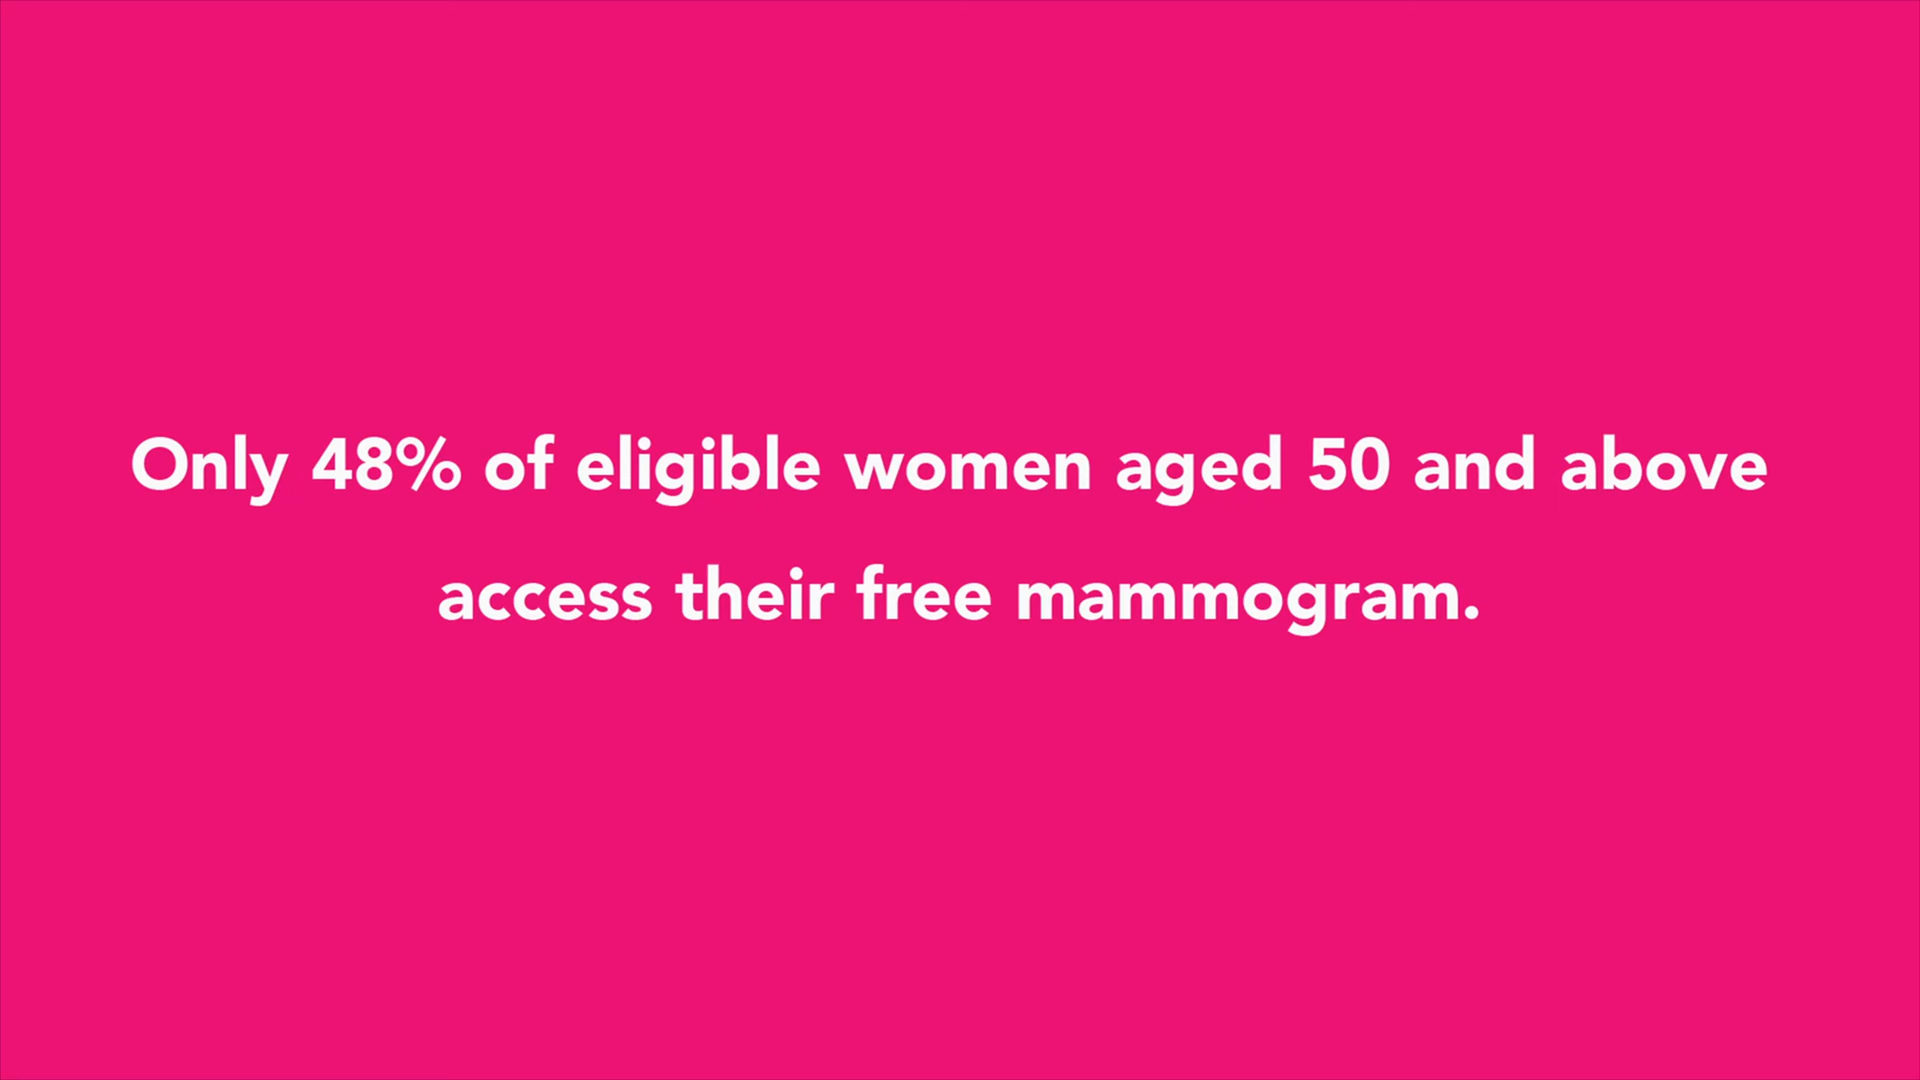 Only 48% of eligible women aged 50 and above
access their free mammogram.